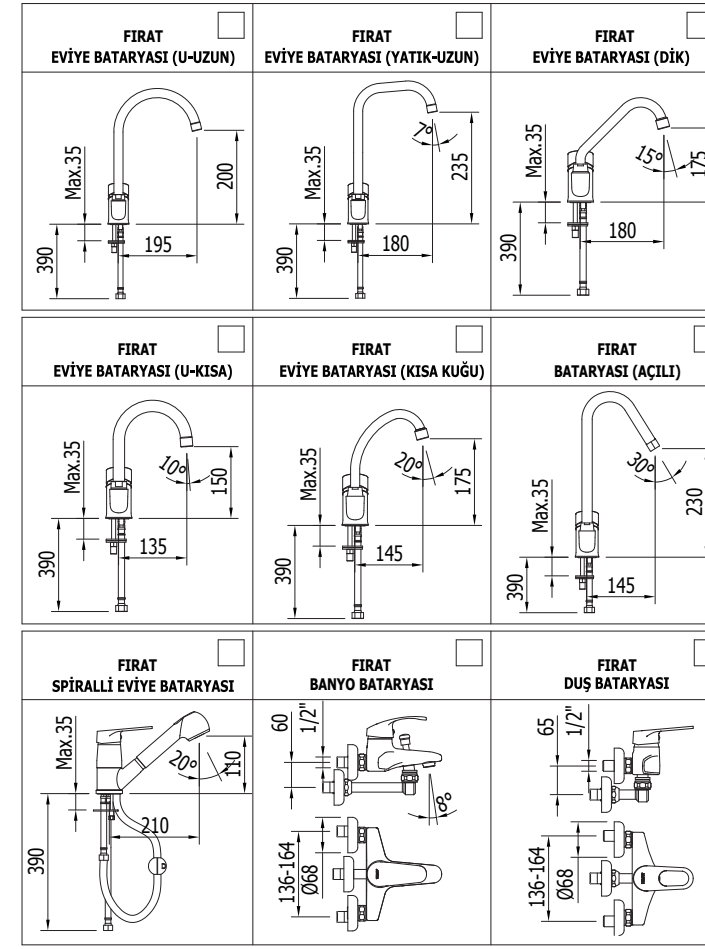 FIRAT
EVİYE BATARYASI (U-UZUN)
Max.35
200
390
195
FIRAT
EVİYE BATARYASI (YATIK-UZUN)
7°
Max.35
235
390
180
FIRAT
EVİYE BATARYASI (DİK)
Max.35
15°
175
390
180
FIRAT
EVİYE BATARYASI (U-KISA)
Max.35
10°
150
390
135
FIRAT
EVİYE BATARYASI (KISA KUĞU)
Max.35
20°
175
390
145
FIRAT
BATARYASI (AÇILI)
30°
Max.35
230
390
145
FIRAT
SPİRALLİ EVİYE BATARYASI
Max.35
20°
110
210
390
FIRAT
BANYO BATARYASI
60
1/2"
8°
136-164
Ø68
FIRAT
DUŞ BATARYASI
65
1/2"
136-164
Ø68